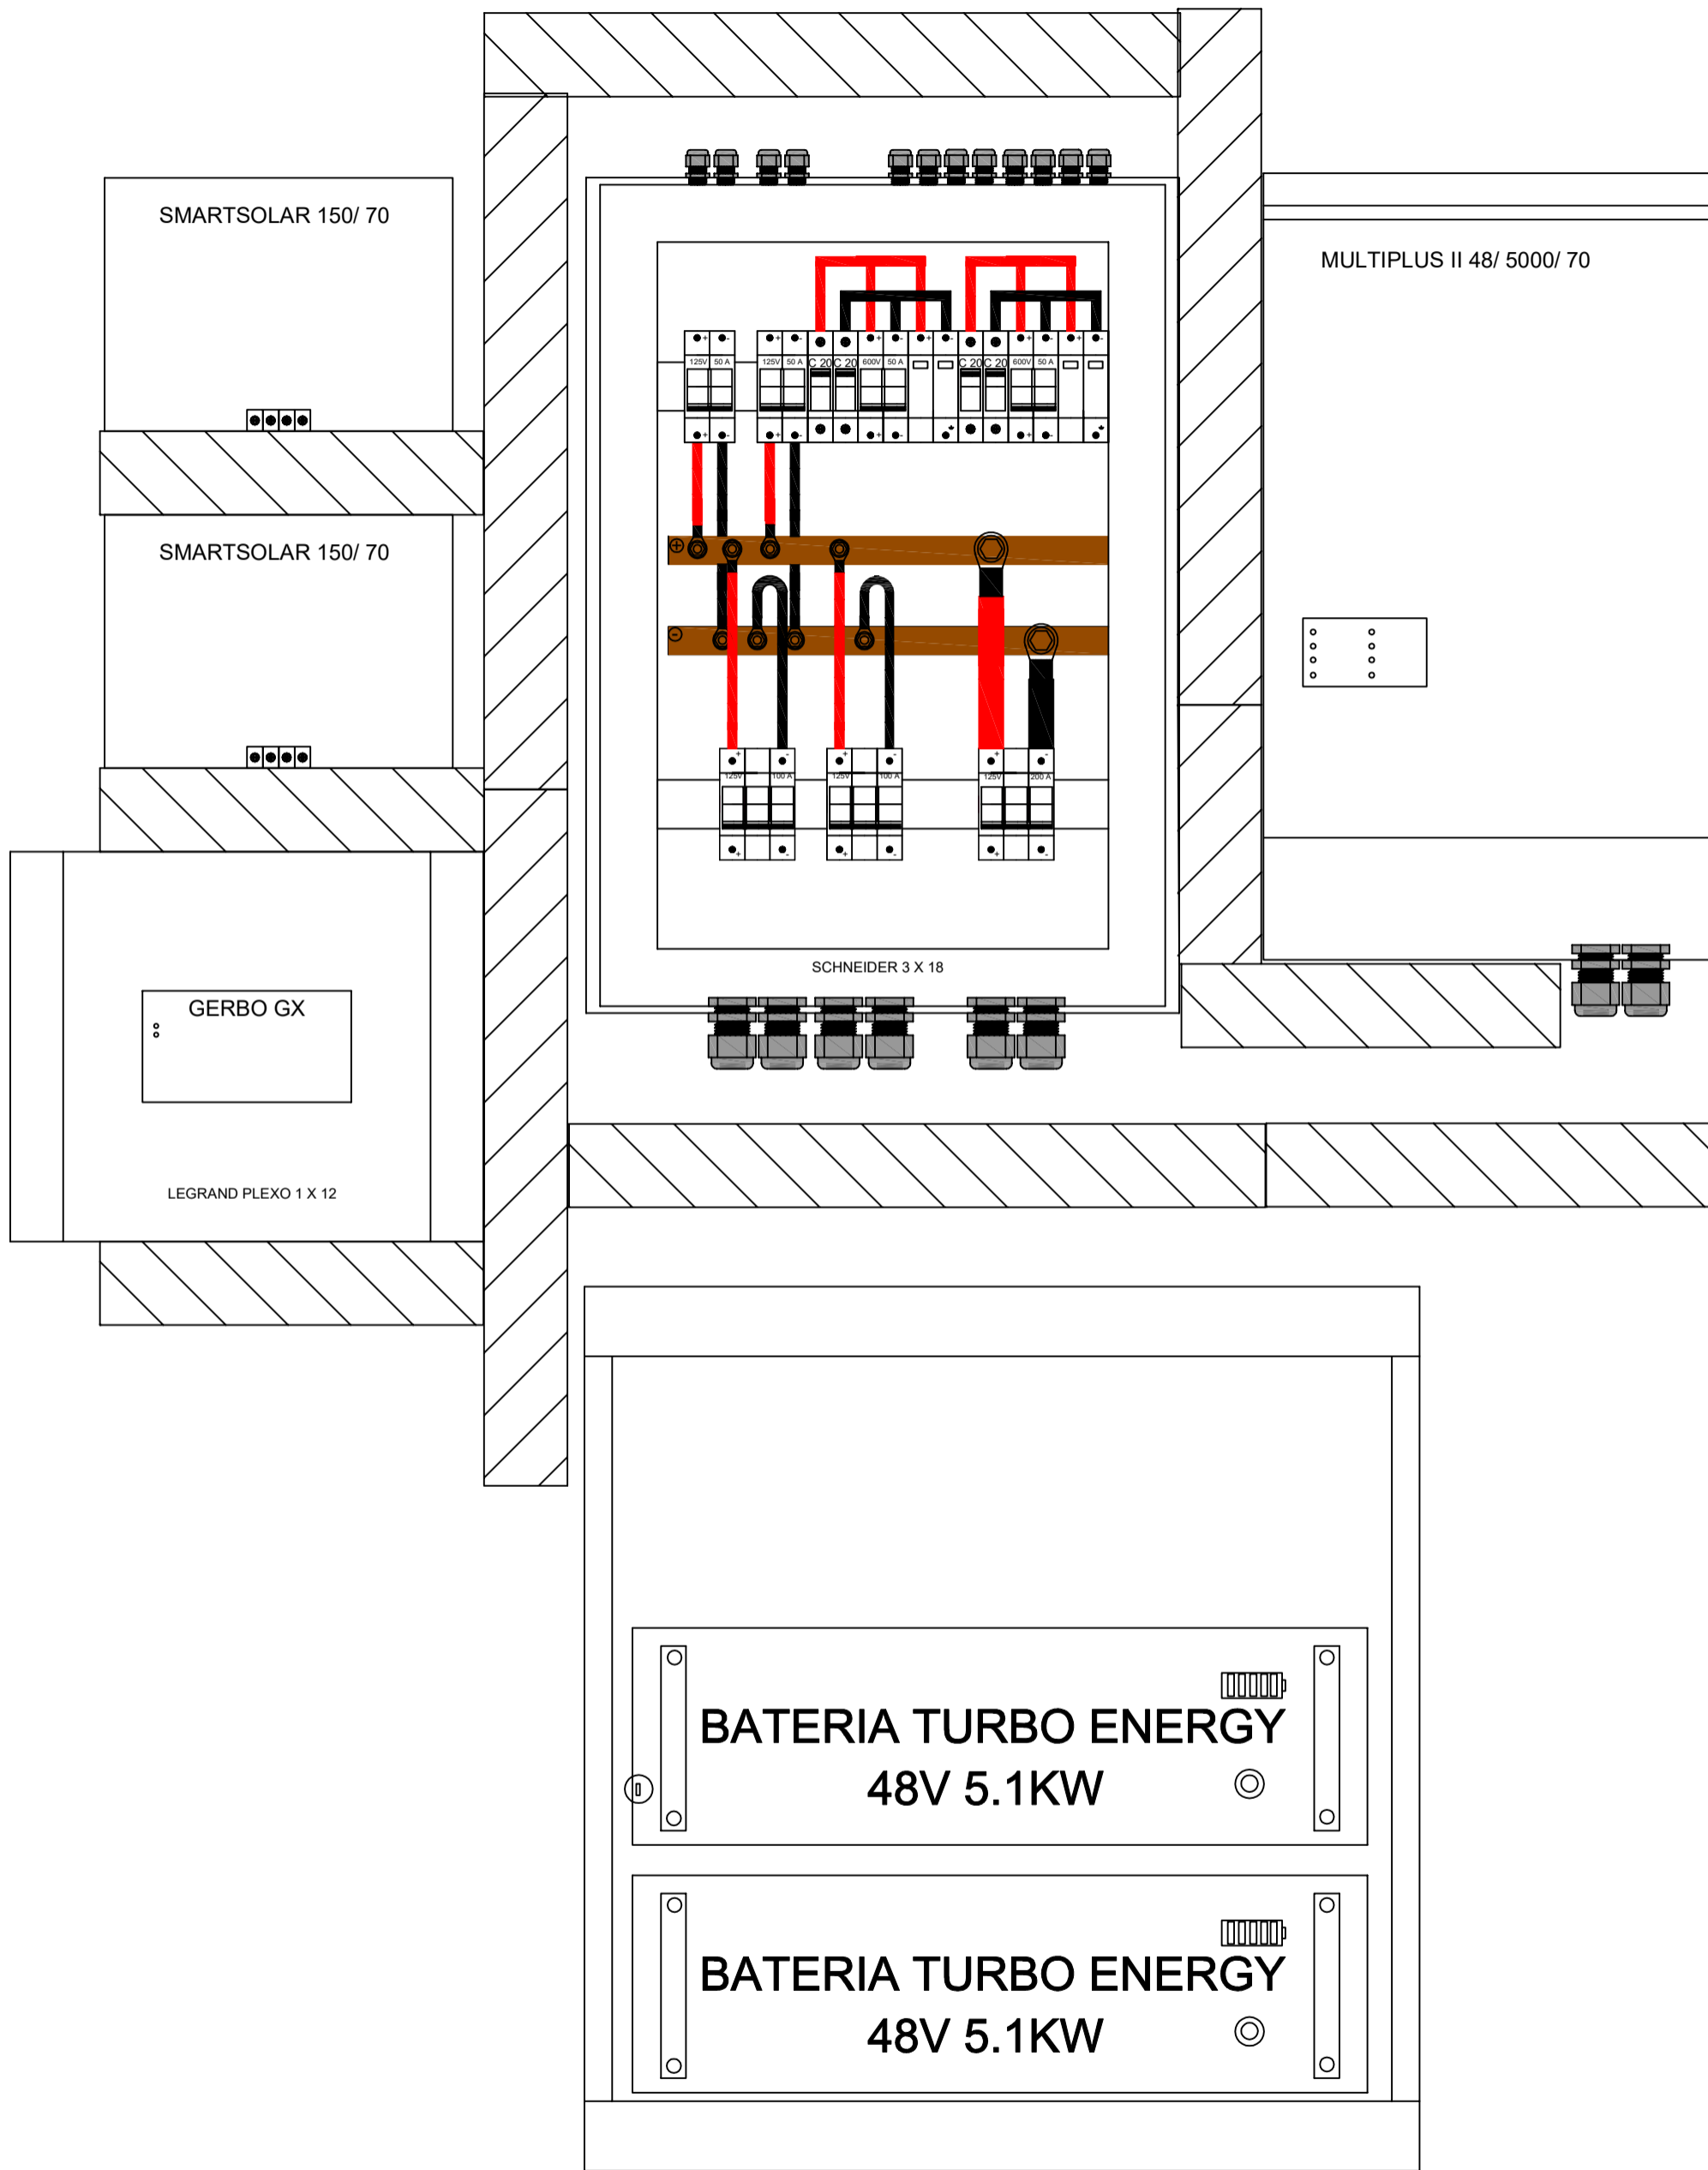 SMARTSOLAR 150/ 70
MULTIPLUS II 48/ 5000/ 70
+ - + - + - + - + - + -
125V 50 A 125V 50 A C 20 C 20 600V 50 A C 20 C 20 600V 50 A
+ - + - + - + -
SMARTSOLAR 150/ 70
+
-
+ - + - + -
125V 100 A 125V 100 A 125V 200 A
+ - + - + -
SCHNEIDER 3 X 18
GERBO GX
LEGRAND PLEXO 1 X 12
BATERIA TURBO ENERGY
48V 5.1KW
BATERIA TURBO ENERGY
48V 5.1KW